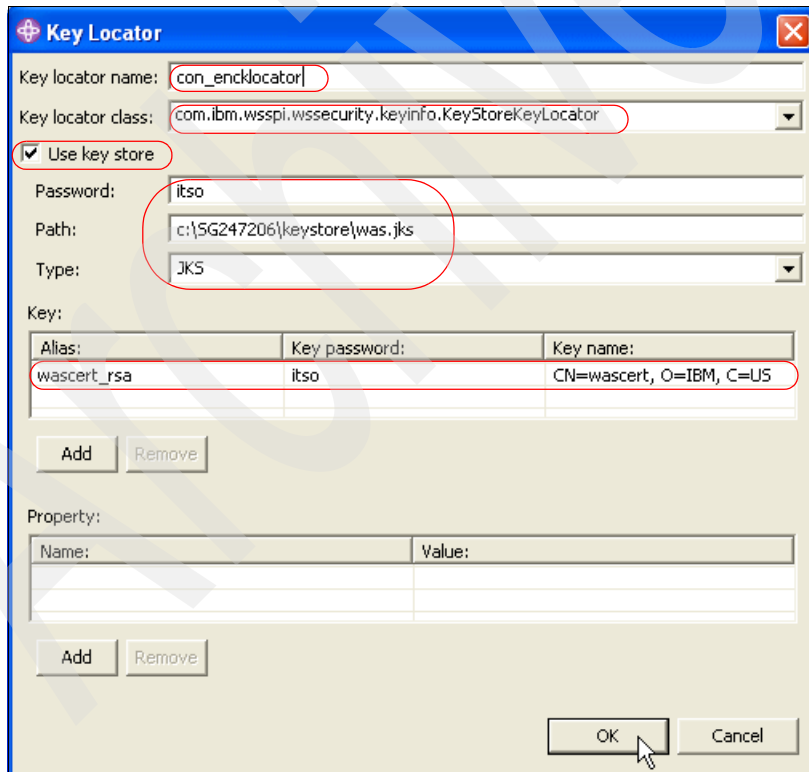 Key Locator
Key locator name: con_encklocator
Key locator class: com.ibm.wsspi.wssecurity.keyinfo.KeyStoreKeyLocator
Use key store
Password: itso
Path: c:\SG247206\keystore\was.jks
Type: JKS
Key:
Alias: Key password: Key name:
wascert_rsa itso CN=wascert, O=IBM, C=US
Add Remove
Property:
Name: Value:
Add Remove
OK Cancel